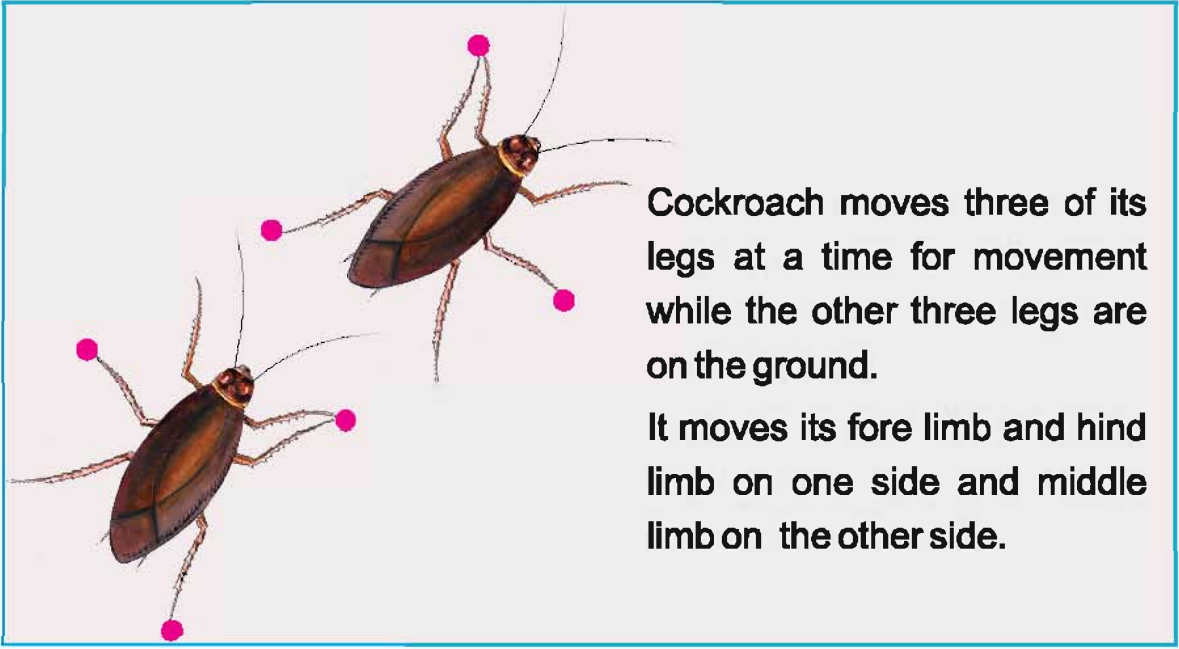 Cockroach moves three of its
legs at a time for movement
while the other three legs are
on the ground.
It moves its fore limb and hind
limb on one side and middle
limb on the other side.